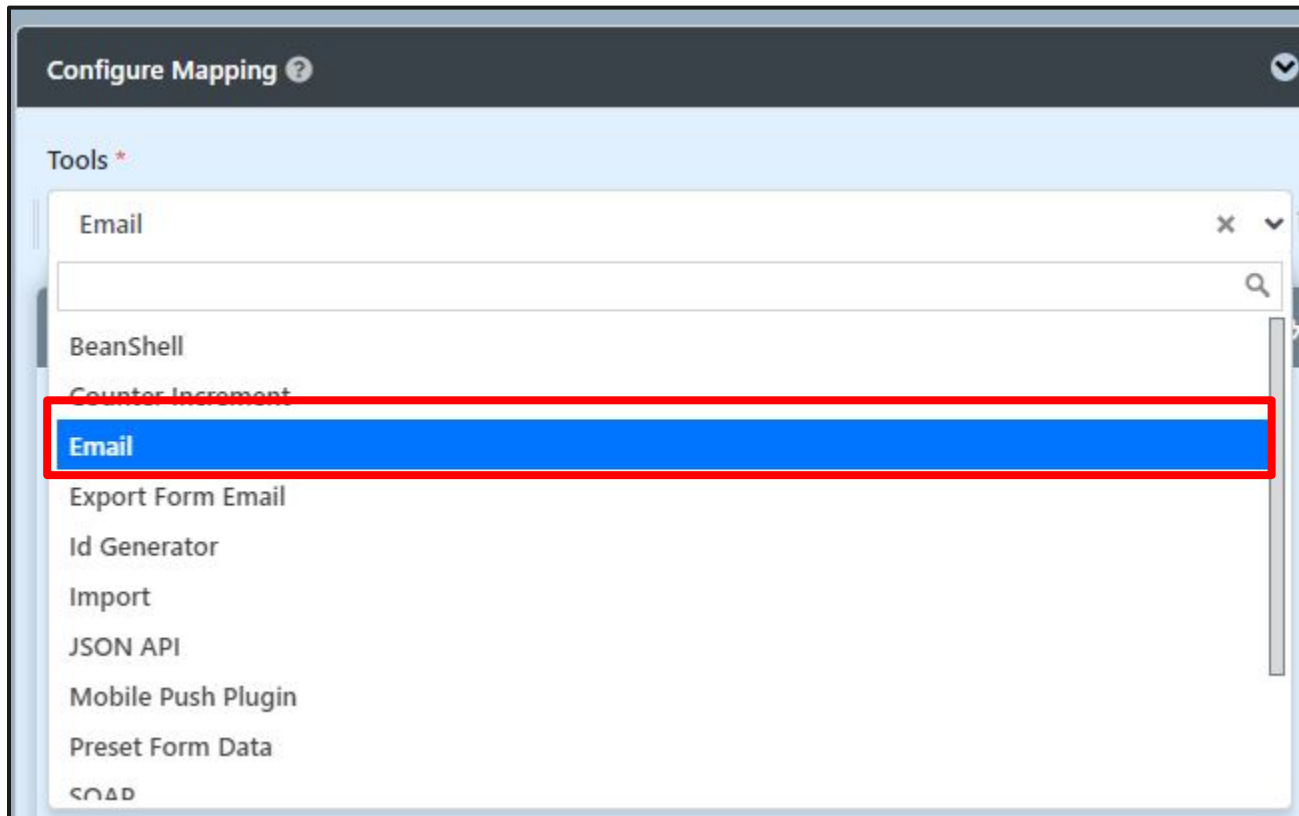 Configure Mapping
Tools *
Email
BeanShell
Counter Increment
Email
Export Form Email
Id Generator
Import
JSON API
Mobile Push Plugin
Preset Form Data
SOAP